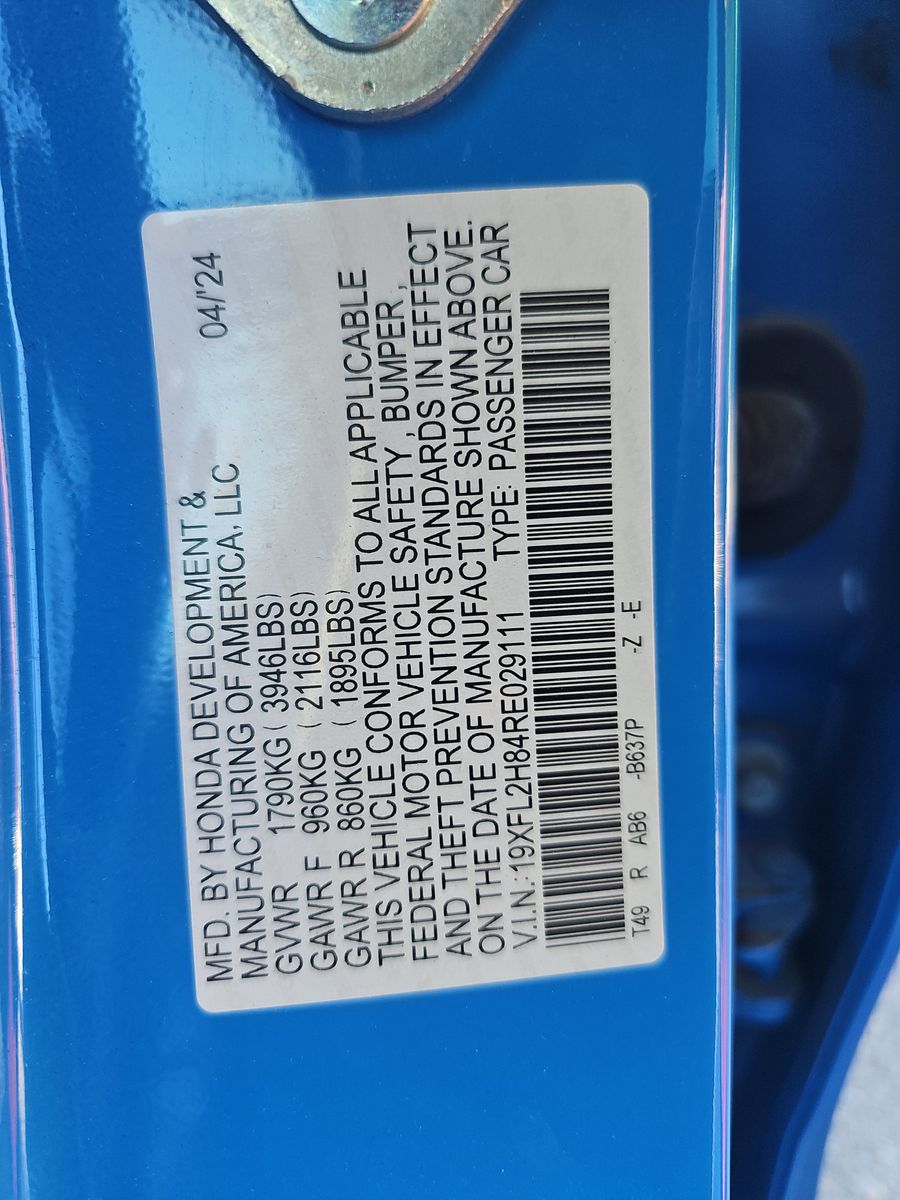 MFD. BY HONDA DEVELOPMENT &
MANUFACTURING OF AMERICA, LLC 04/'24
GVWR 1790KG ( 3946LBS)
GAWR F 960KG ( 2116LBS)
GAWR R 860KG ( 1895LBS)
THIS VEHICLE CONFORMS TO ALL APPLICABLE
FEDERAL MOTOR VEHICLE SAFETY , BUMPER ,
AND THEFT PREVENTION STANDARDS IN EFFECT
ON THE DATE OF MANUFACTURE SHOWN ABOVE.
V.I.N.:19XFL2H84RE029111 TYPE: PASSENGER CAR
T49 R AB6 -B637P -Z -E